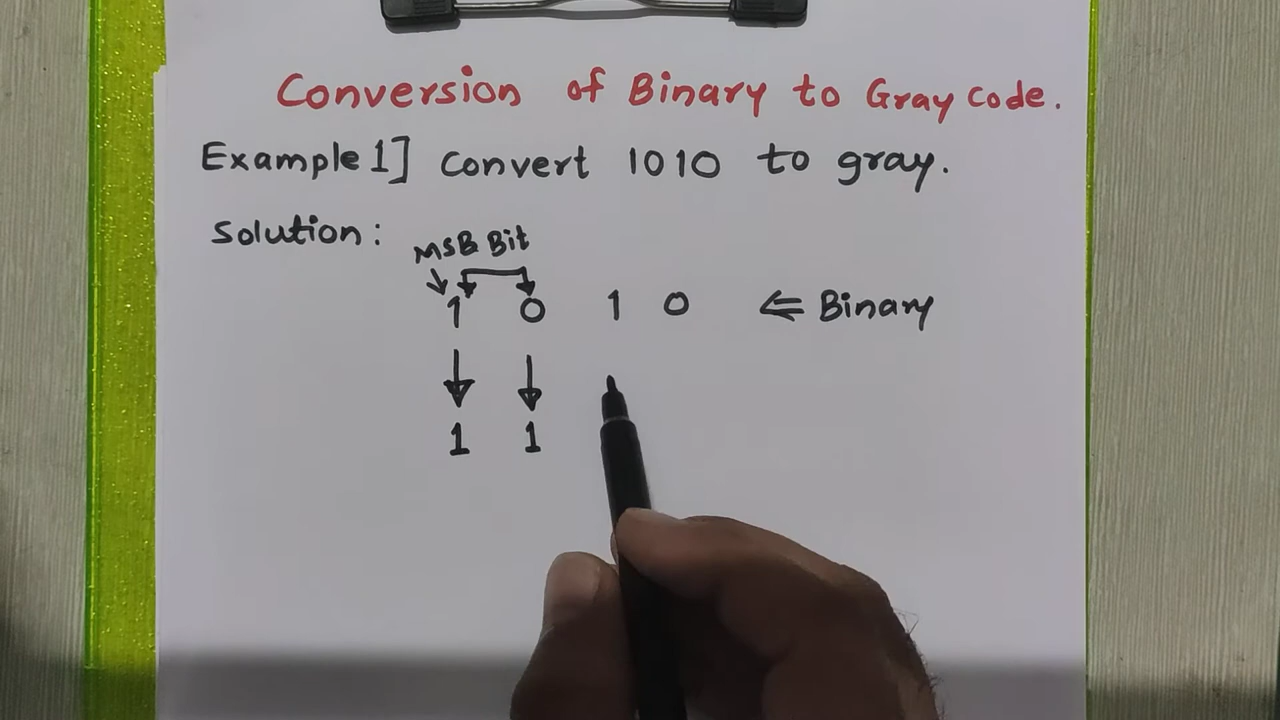 Conversion of Binary to Gray Code.
Example 1] Convert 1010 to gray.
Solution:
MSB Bit
1 0 1 0 ⇐ Binary
1 1